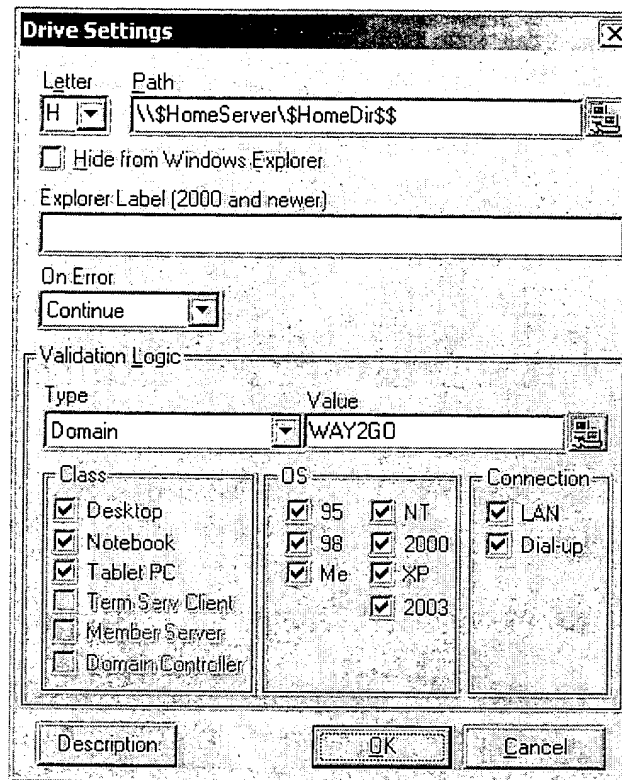 Drive Settings
Letter Path
H \\$HomeServer\$HomeDir$$
Hide from Windows Explorer
Explorer Label (2000 and newer)
On Error
Continue
Validation Logic
Type Value
Domain WAY2GO
Class OS Connection
Desktop 95 NT LAN
Notebook 98 2000 Dial-up
Tablet PC Me XP
Term Serv Client 2003
Member Server
Domain Controller
Description OK Cancel